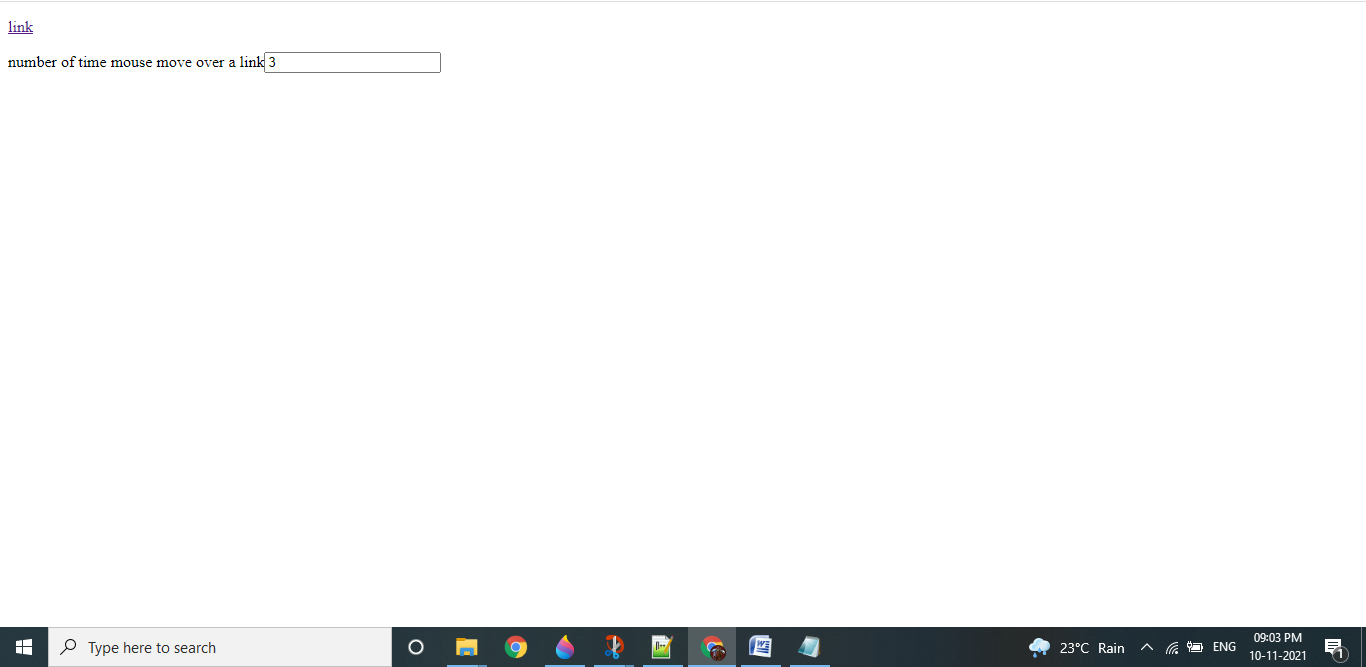 link
number of time mouse move over a link 3
Type here to search
23°C Rain
ENG
09:03 PM
10-11-2021
1